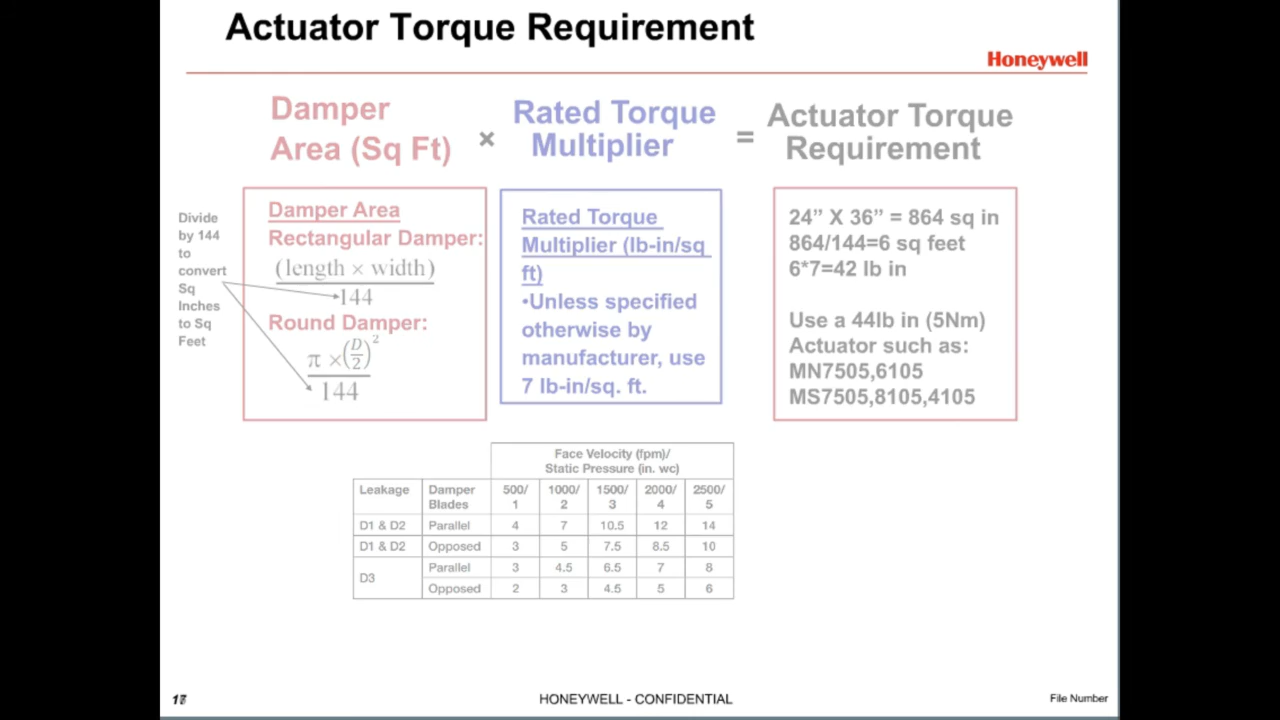 Actuator Torque Requirement
Honeywell
Damper
Area (Sq Ft)
×
Rated Torque
Multiplier
=
Actuator Torque
Requirement
Divide
by 144
to
convert
Sq
Inches
to Sq
Feet
Damper Area
Rectangular Damper:
(length × width)
144
Round Damper:
π ×(D/2)²
144
Rated Torque
Multiplier (lb-in/sq
ft)
•Unless specified
otherwise by
manufacturer, use
7 lb-in/sq. ft.
24” X 36” = 864 sq in
864/144=6 sq feet
6*7=42 lb in
Use a 44lb in (5Nm)
Actuator such as:
MN7505,6105
MS7505,8105,4105
Face Velocity (fpm)/
Static Pressure (in. wc)
Leakage Damper Blades 500/ 1 1000/ 2 1500/ 3 2000/ 4 2500/ 5
D1 & D2 Parallel 4 7 10.5 12 14
D1 & D2 Opposed 3 5 7.5 8.5 10
D3 Parallel 3 4.5 6.5 7 8
Opposed 2 3 4.5 5 6
HONEYWELL - CONFIDENTIAL
File Number